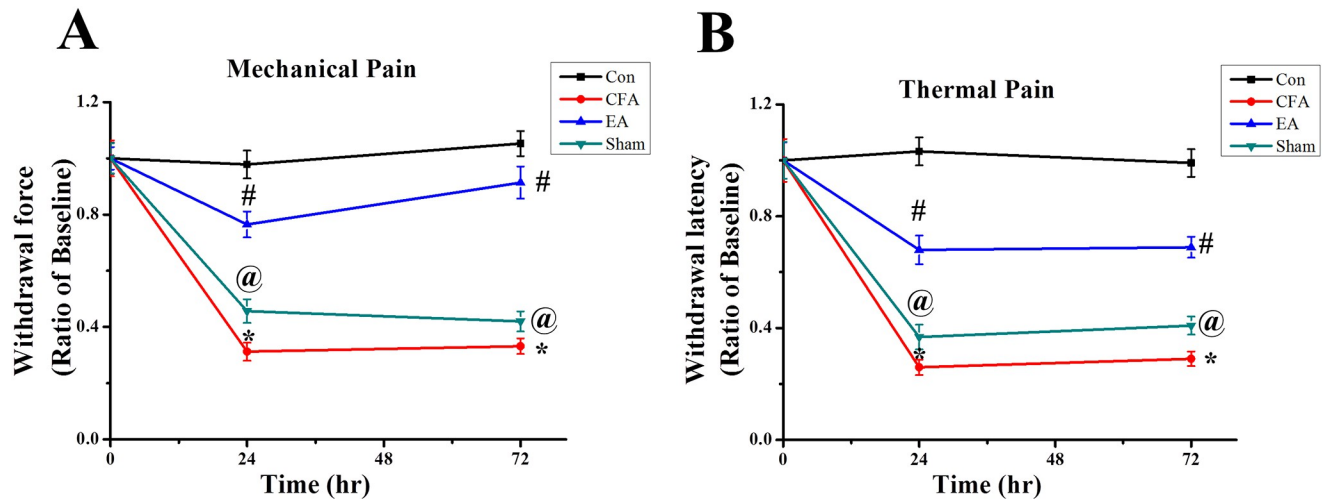 A
Mechanical Pain
Con
CFA
EA
Sham
Withdrawal force
(Ratio of Baseline)
1.2
0.8
0.4
0.0
#
#
@
@
*
*
0
24
48
72
Time (hr)
B
Thermal Pain
Con
CFA
EA
Sham
Withdrawal latency
(Ratio of Baseline)
1.2
0.8
0.4
0.0
#
#
@
@
*
*
0
24
48
72
Time (hr)